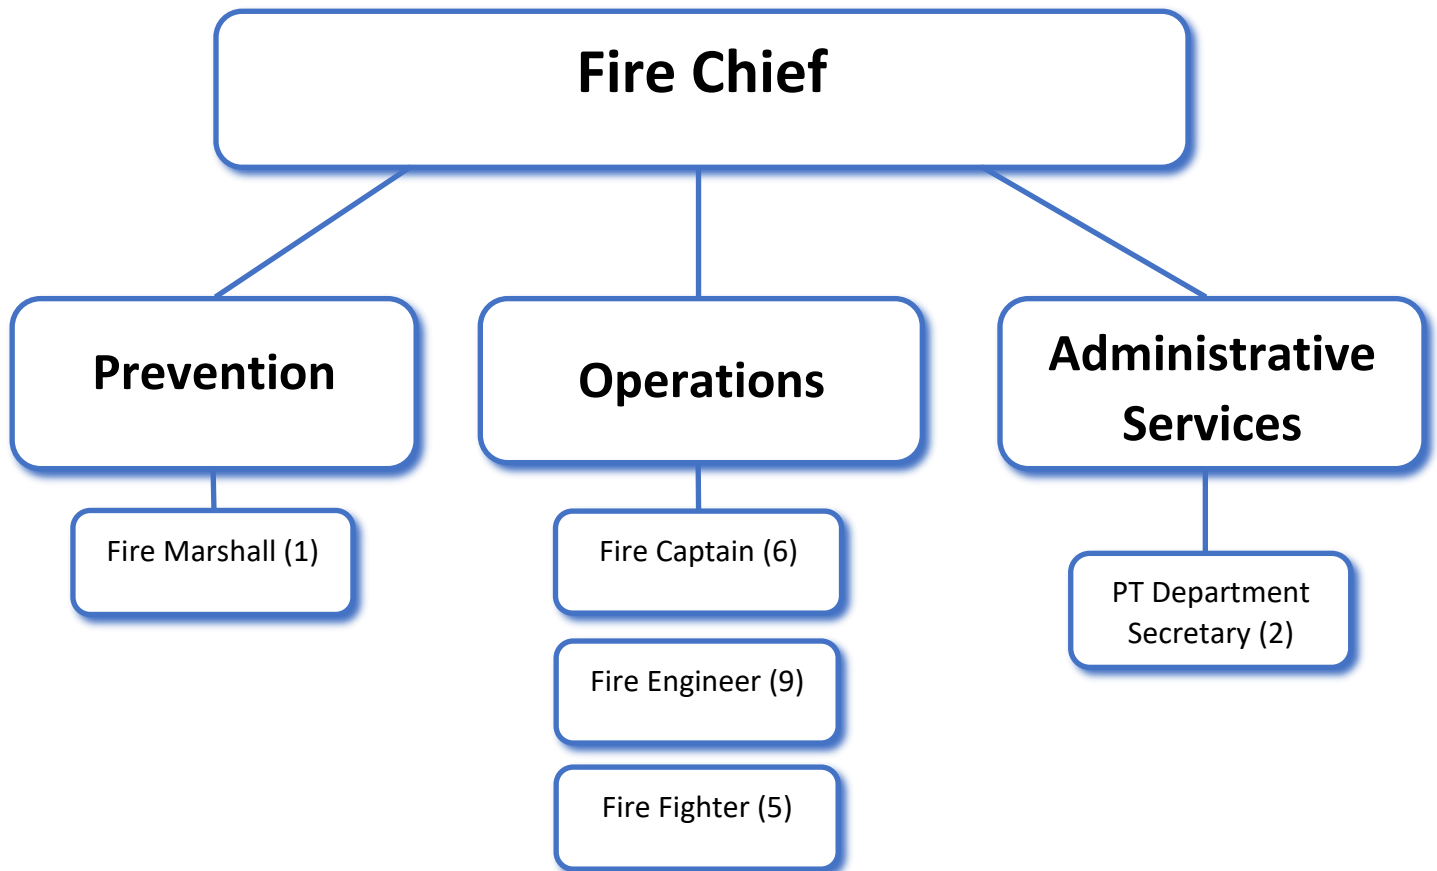 Fire Chief
Prevention
Operations
Administrative
Services
Fire Marshall (1)
Fire Captain (6)
PT Department
Secretary (2)
Fire Engineer (9)
Fire Fighter (5)